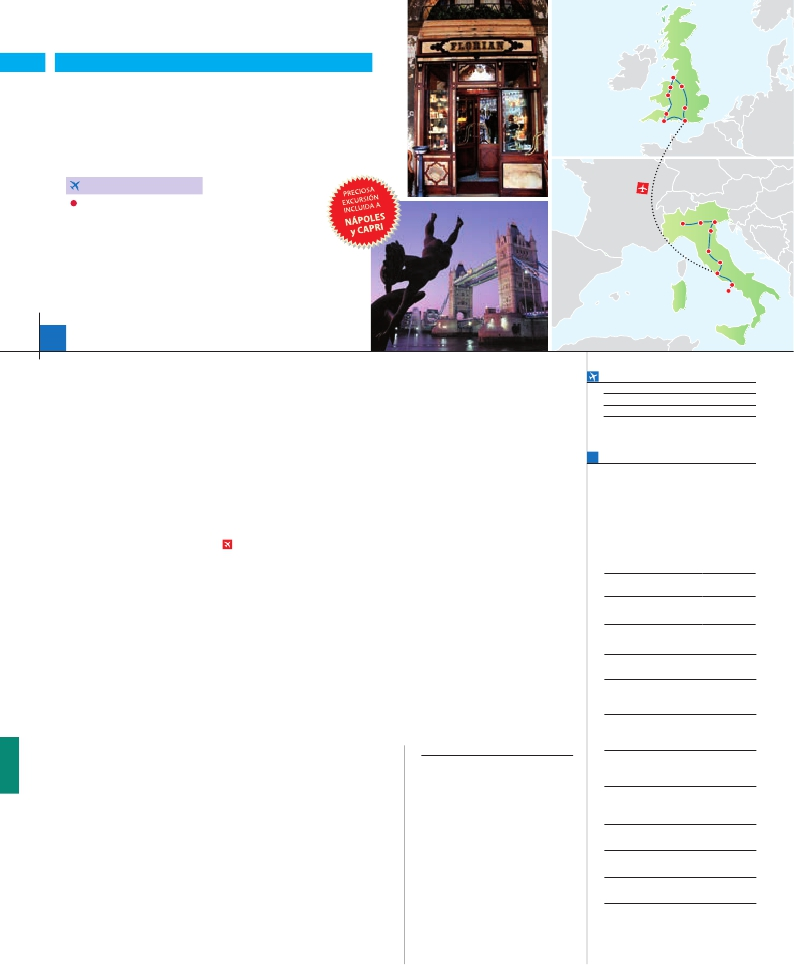 FLORIAN
PRECIOSA
EXCURSIÓN
INCLUIDA A
NÁPOLES
y CAPRI